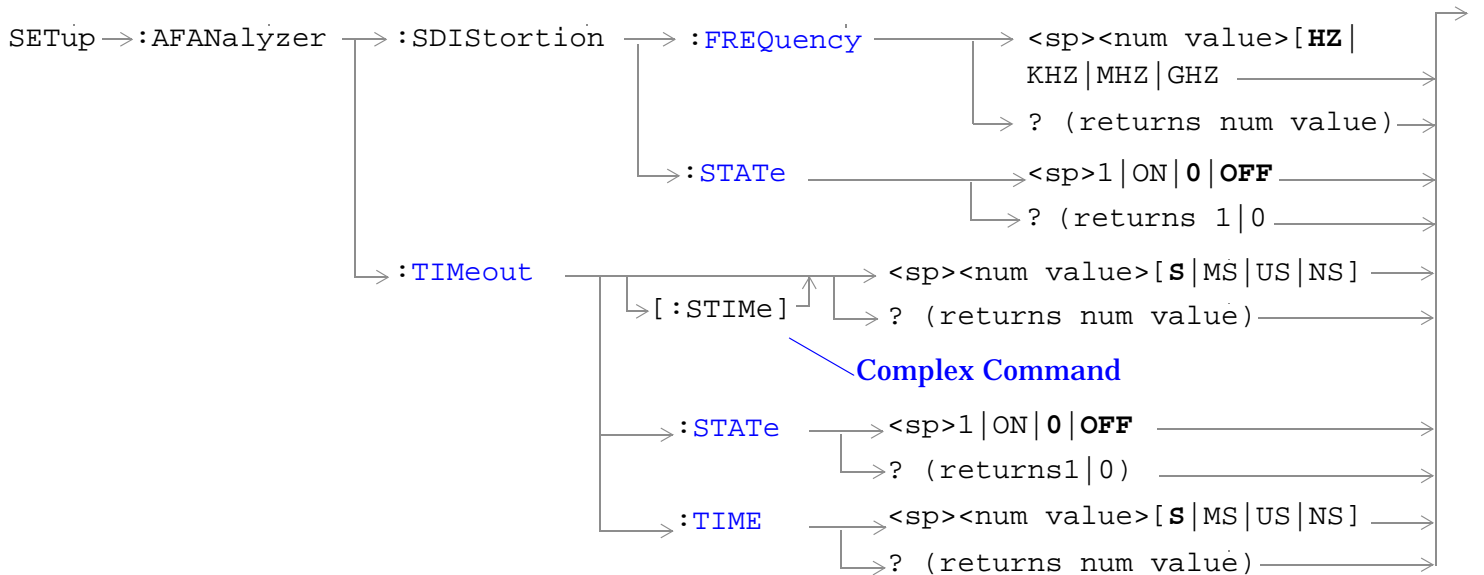 SETup :AFANalyzer :SDIStortion :FREQuency <sp><num value>[HZ|
KHZ|MHZ|GHZ
? (returns num value)
:STATe <sp>1|ON|0|OFF
? (returns 1|0
:TIMeout <sp><num value>[S|MS|US|NS]
[:STIMe] ? (returns num value)
Complex Command
:STATe <sp>1|ON|0|OFF
? (returns1|0)
:TIME <sp><num value>[S|MS|US|NS]
? (returns num value)